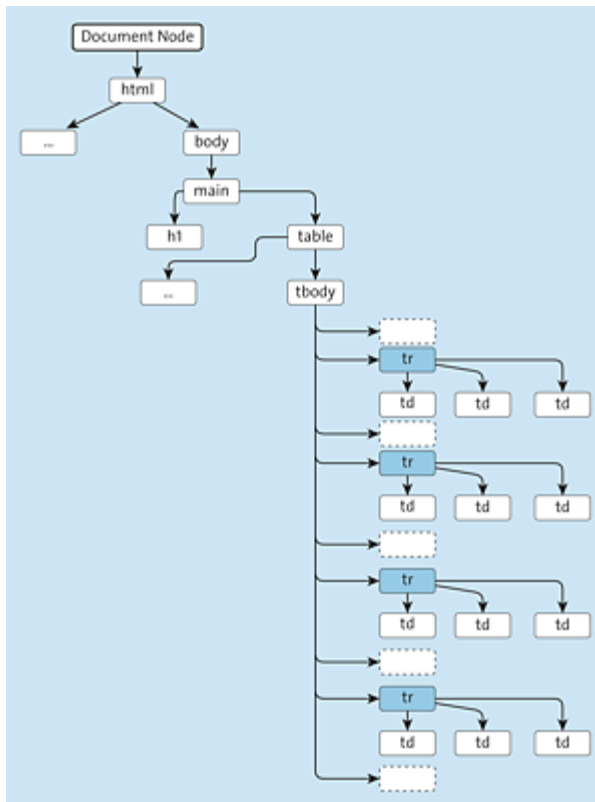 Document Node
html
...
body
main
h1
table
...
tbody
tr
td
td
td
tr
td
td
td
tr
td
td
td
tr
td
td
td